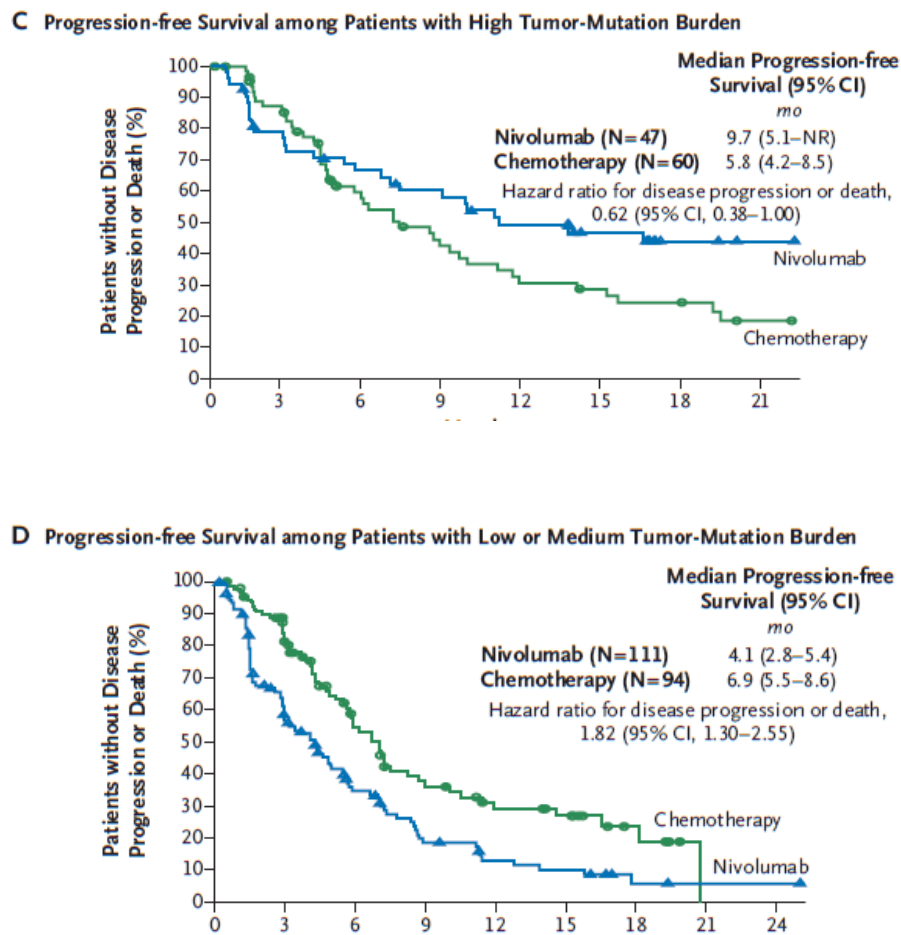 C Progression-free Survival among Patients with High Tumor-Mutation Burden
Median Progression-free
Survival (95% CI)
mo
Nivolumab (N=47) 9.7 (5.1–NR)
Chemotherapy (N=60) 5.8 (4.2–8.5)
Hazard ratio for disease progression or death,
0.62 (95% CI, 0.38–1.00)
Patients without Disease
Progression or Death (%)
100
90
80
70
60
50
40
30
20
10
0
Nivolumab
Chemotherapy
0 3 6 9 12 15 18 21
D Progression-free Survival among Patients with Low or Medium Tumor-Mutation Burden
Median Progression-free
Survival (95% CI)
mo
Nivolumab (N=111) 4.1 (2.8–5.4)
Chemotherapy (N=94) 6.9 (5.5–8.6)
Hazard ratio for disease progression or death,
1.82 (95% CI, 1.30–2.55)
Patients without Disease
Progression or Death (%)
100
90
80
70
60
50
40
30
20
10
0
Chemotherapy
Nivolumab
0 3 6 9 12 15 18 21 24